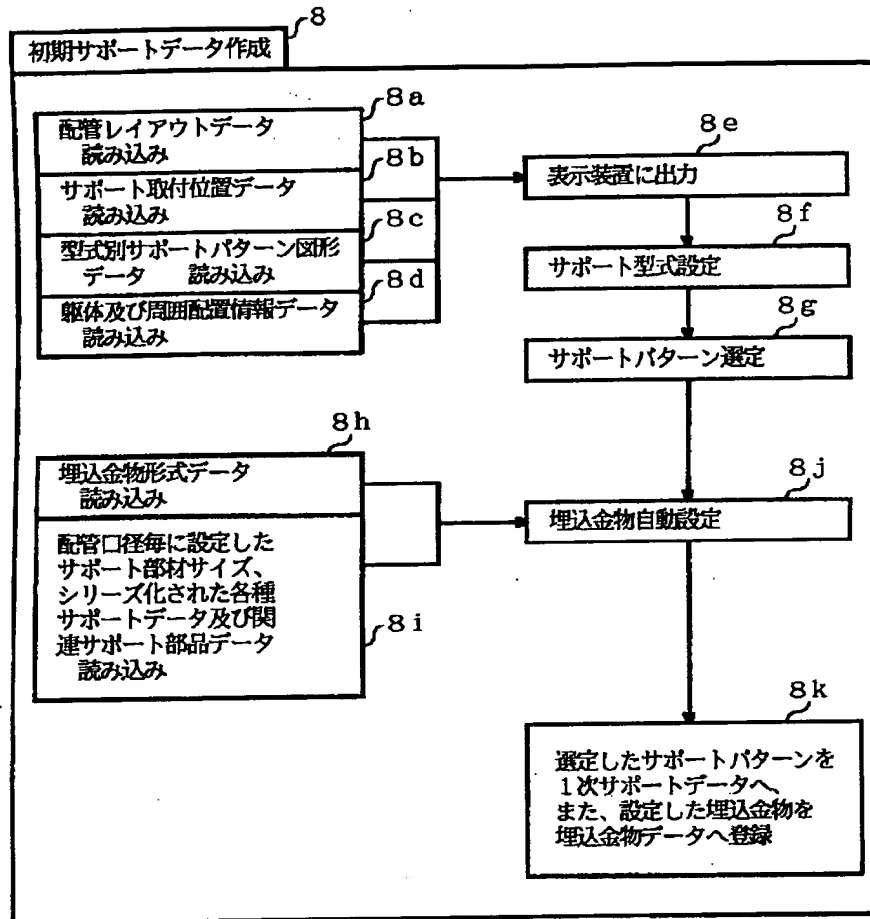 8
初期サポートデータ作成
8a
配管レイアウトデータ
読み込み
8b
サポート取付位置データ
読み込み
8c
型式別サポートパターン図形
データ 読み込み
8d
躯体及び周囲配置情報データ
読み込み
8e
表示装置に出力
8f
サポート型式設定
8g
サポートパターン選定
8h
埋込金物形式データ
読み込み
配管口径毎に設定した
サポート部材サイズ、
シリーズ化された各種
サポートデータ及び関
連サポート部品データ
読み込み
8i
8j
埋込金物自動設定
8k
選定したサポートパターンを
1次サポートデータへ、
また、設定した埋込金物を
埋込金物データへ登録